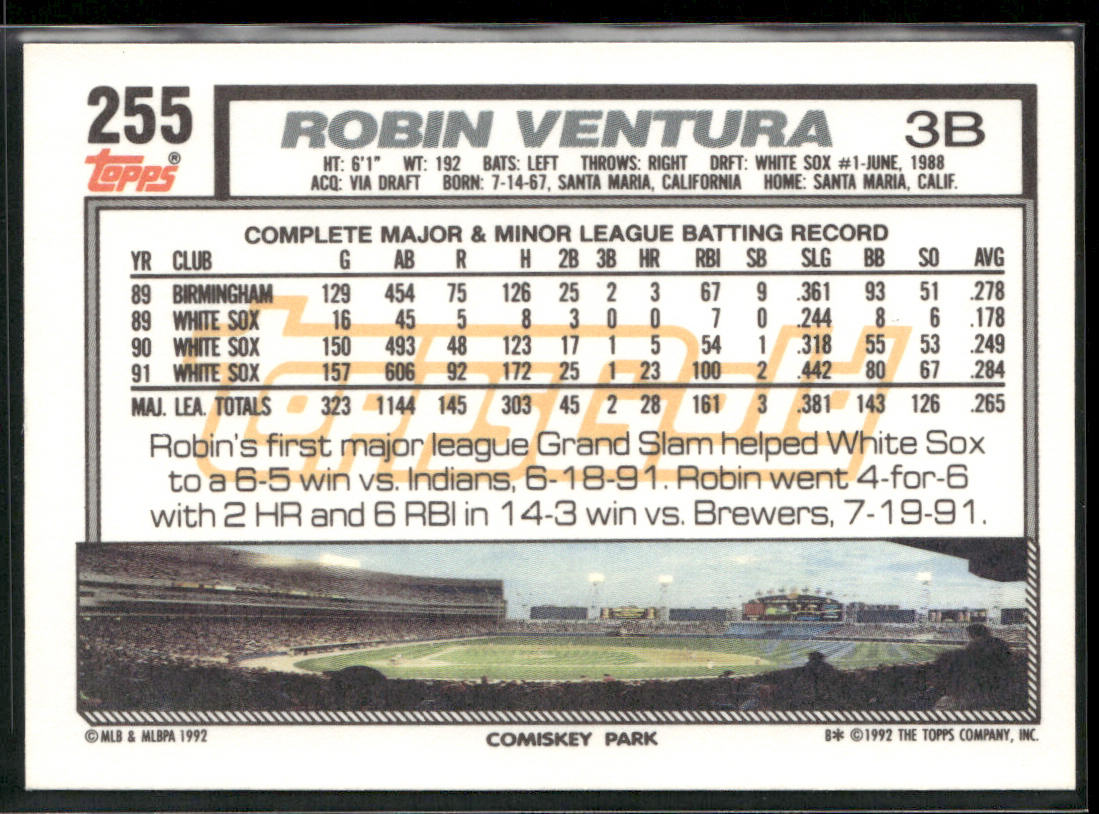 255
topps®
ROBIN VENTURA 3B
HT: 6'1" WT: 192 BATS: LEFT THROWS: RIGHT DRFT: WHITE SOX #1-JUNE, 1988
ACQ: VIA DRAFT BORN: 7-14-67, SANTA MARIA, CALIFORNIA HOME: SANTA MARIA, CALIF.
COMPLETE MAJOR & MINOR LEAGUE BATTING RECORD
YR CLUB G AB R H 2B 3B HR RBI SB SLG BB SO AVG
89 BIRMINGHAM 129 454 75 126 25 2 3 67 9 .361 93 51 .278
89 WHITE SOX 16 45 5 8 3 0 0 7 0 .244 8 6 .178
90 WHITE SOX 150 493 48 123 17 1 5 54 1 .318 55 53 .249
91 WHITE SOX 157 606 92 172 25 1 23 100 2 .442 80 67 .284
MAJ. LEA. TOTALS 323 1144 145 303 45 2 28 161 3 .381 143 126 .265
ToppsGold
Robin's first major league Grand Slam helped White Sox
to a 6-5 win vs. Indians, 6-18-91. Robin went 4-for-6
with 2 HR and 6 RBI in 14-3 win vs. Brewers, 7-19-91.
©MLB & MLBPA 1992 COMISKEY PARK B* ©1992 THE TOPPS COMPANY, INC.